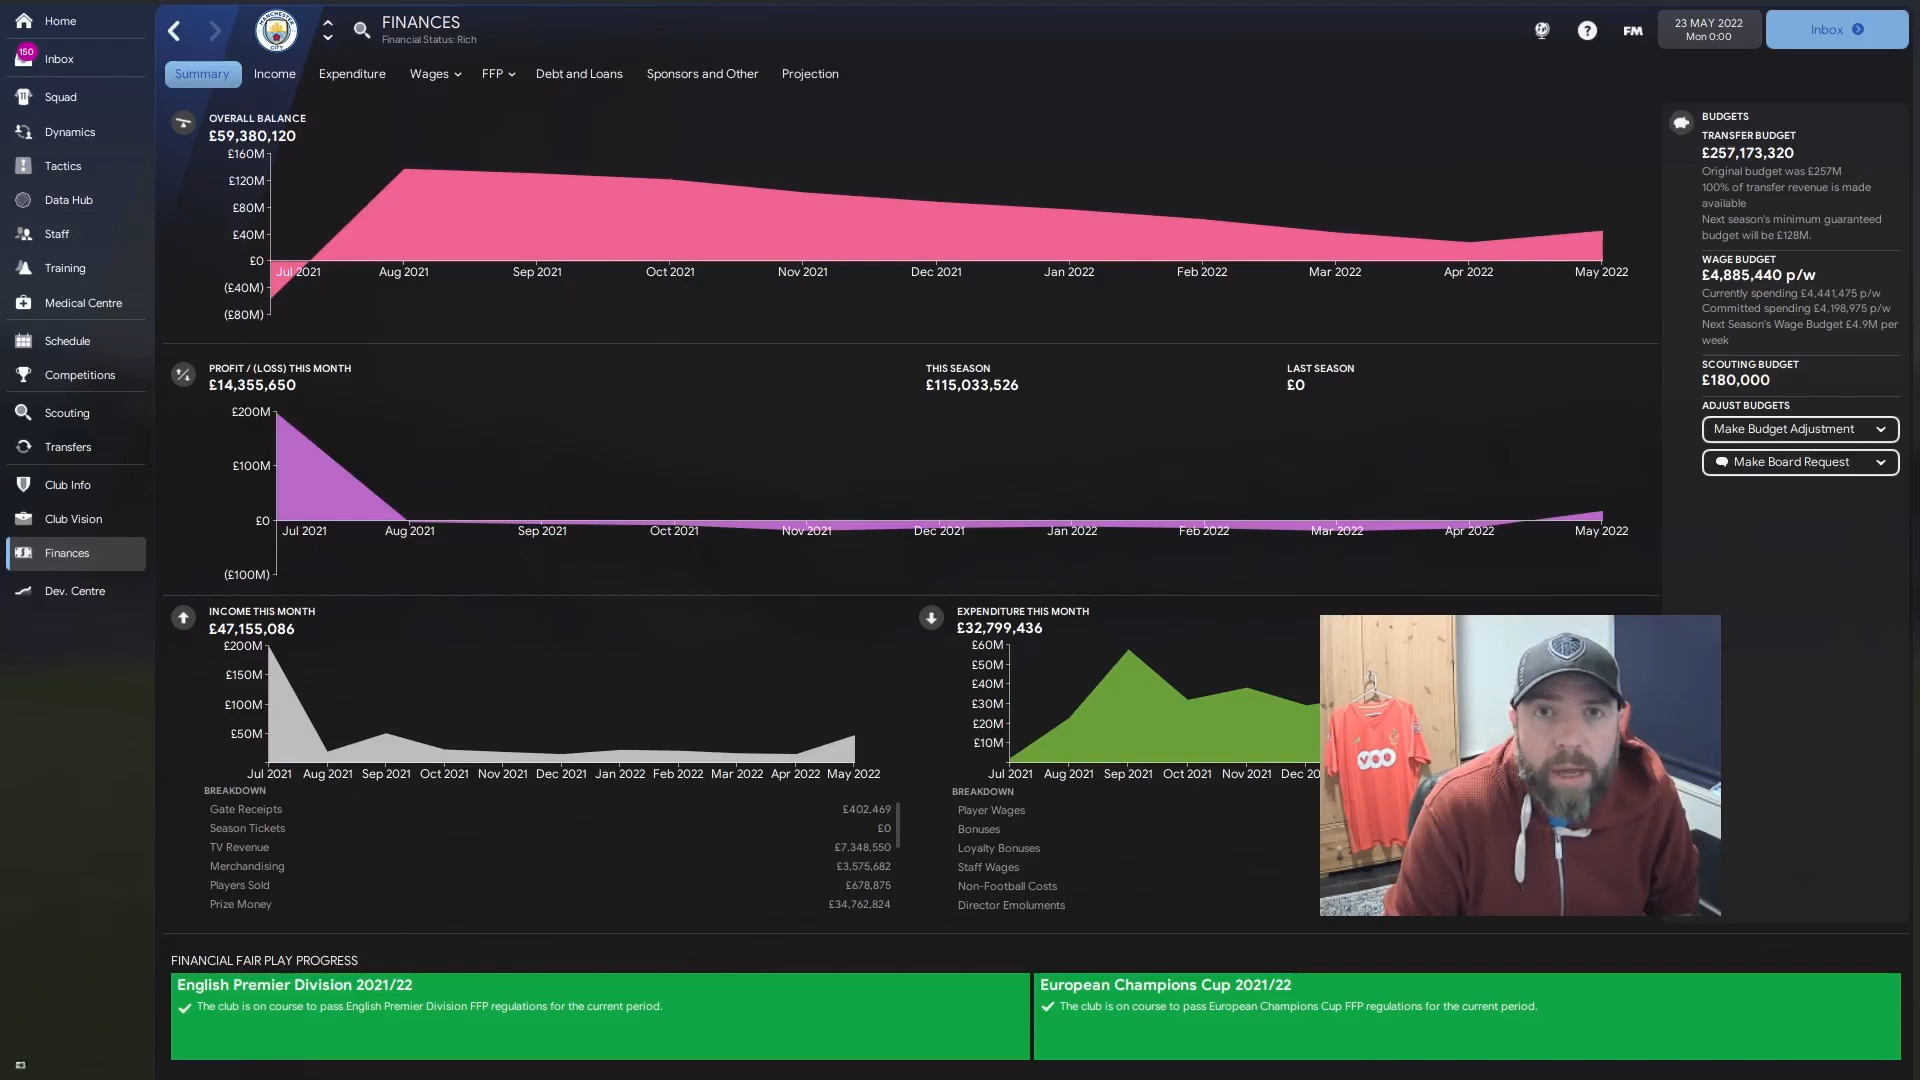 Home
150
Inbox
Squad
Dynamics
Tactics
Data Hub
Staff
Training
Medical Centre
Schedule
Competitions
Scouting
Transfers
Club Info
Club Vision
Finances
Dev. Centre
MANCHESTER
CITY
FINANCES
Financial Status: Rich
?
FM
23 MAY 2022
Mon 0:00
Inbox
Summary Income Expenditure Wages FFP Debt and Loans Sponsors and Other Projection
OVERALL BALANCE
£59,380,120
£160M
£120M
£80M
£40M
£0
(£40M)
(£80M)
Jul 2021 Aug 2021 Sep 2021 Oct 2021 Nov 2021 Dec 2021 Jan 2022 Feb 2022 Mar 2022 Apr 2022 May 2022
PROFIT / (LOSS) THIS MONTH
£14,355,650
THIS SEASON
£115,033,526
LAST SEASON
£0
£200M
£100M
£0
(£100M)
Jul 2021 Aug 2021 Sep 2021 Oct 2021 Nov 2021 Dec 2021 Jan 2022 Feb 2022 Mar 2022 Apr 2022 May 2022
INCOME THIS MONTH
£47,155,086
£200M
£150M
£100M
£50M
Jul 2021 Aug 2021 Sep 2021 Oct 2021 Nov 2021 Dec 2021 Jan 2022 Feb 2022 Mar 2022 Apr 2022 May 2022
BREAKDOWN
Gate Receipts £402,469
Season Tickets £0
TV Revenue £7,348,550
Merchandising £3,575,682
Players Sold £678,875
Prize Money £34,762,824
EXPENDITURE THIS MONTH
£32,799,436
£60M
£50M
£40M
£30M
£20M
£10M
Jul 2021 Aug 2021 Sep 2021 Oct 2021 Nov 2021 Dec 20
BREAKDOWN
Player Wages
Bonuses
Loyalty Bonuses
Staff Wages
Non-Football Costs
Director Emoluments
VOO
BUDGETS
TRANSFER BUDGET
£257,173,320
Original budget was £257M
100% of transfer revenue is made
available
Next season's minimum guaranteed
budget will be £128M.
WAGE BUDGET
£4,885,440 p/w
Currently spending £4,441,475 p/w
Committed spending £4,198,975 p/w
Next Season's Wage Budget £4.9M per
week
SCOUTING BUDGET
£180,000
ADJUST BUDGETS
Make Budget Adjustment
Make Board Request
FINANCIAL FAIR PLAY PROGRESS
English Premier Division 2021/22
The club is on course to pass English Premier Division FFP regulations for the current period.
European Champions Cup 2021/22
The club is on course to pass European Champions Cup FFP regulations for the current period.